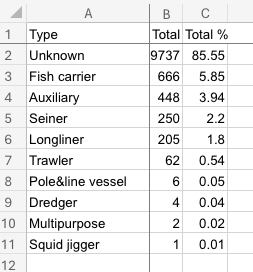 A B C
1 Type Total Total %
2 Unknown 9737 85.55
3 Fish carrier 666 5.85
4 Auxiliary 448 3.94
5 Seiner 250 2.2
6 Longliner 205 1.8
7 Trawler 62 0.54
8 Pole&line vessel 6 0.05
9 Dredger 4 0.04
10 Multipurpose 2 0.02
11 Squid jigger 1 0.01
12